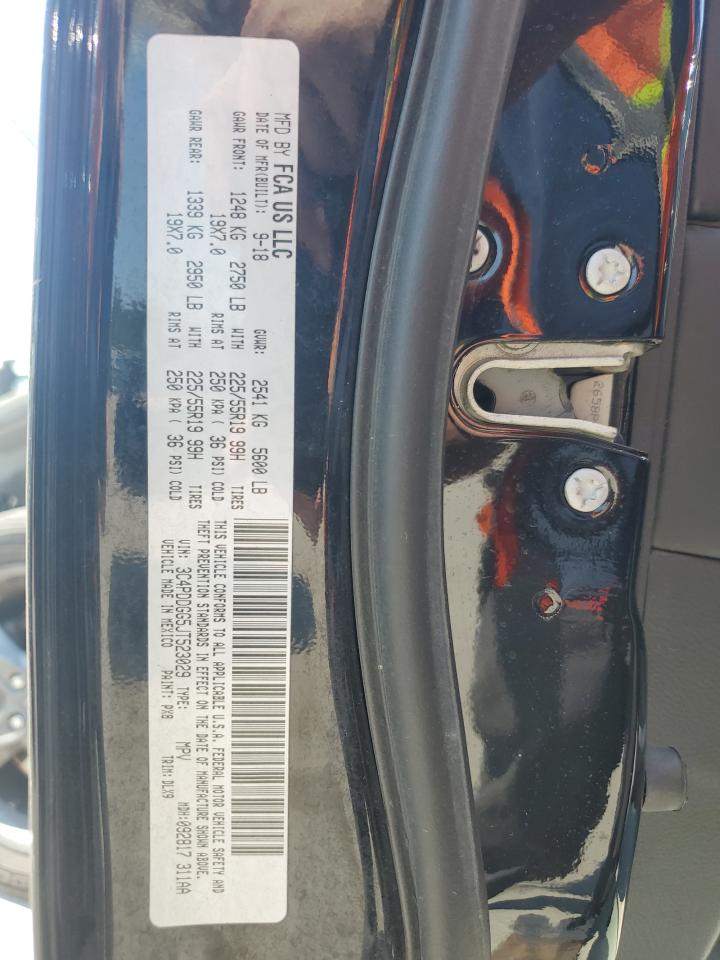 MFD BY FCA US LLC
DATE OF MFR(BUILT): 9-18 GVWR: 2541 KG 5600 LB
GAWR FRONT: 1248 KG 2750 LB WITH 225/55R19 99H TIRES
19X7.0 RIMS AT 250 KPA ( 36 PSI) COLD
GAWR REAR: 1339 KG 2950 LB WITH 225/55R19 99H TIRES
19X7.0 RIMS AT 250 KPA ( 36 PSI) COLD
THIS VEHICLE CONFORMS TO ALL APPLICABLE U.S.A. FEDERAL MOTOR VEHICLE SAFETY AND
THEFT PREVENTION STANDARDS IN EFFECT ON THE DATE OF MANUFACTURE SHOWN ABOVE.
VIN: 3C4PDDGG5JT523029 TYPE: MPV MDH:092817 311AA
VEHICLE MADE IN MEXICO PAINT: PX8 TRIM:DLX9